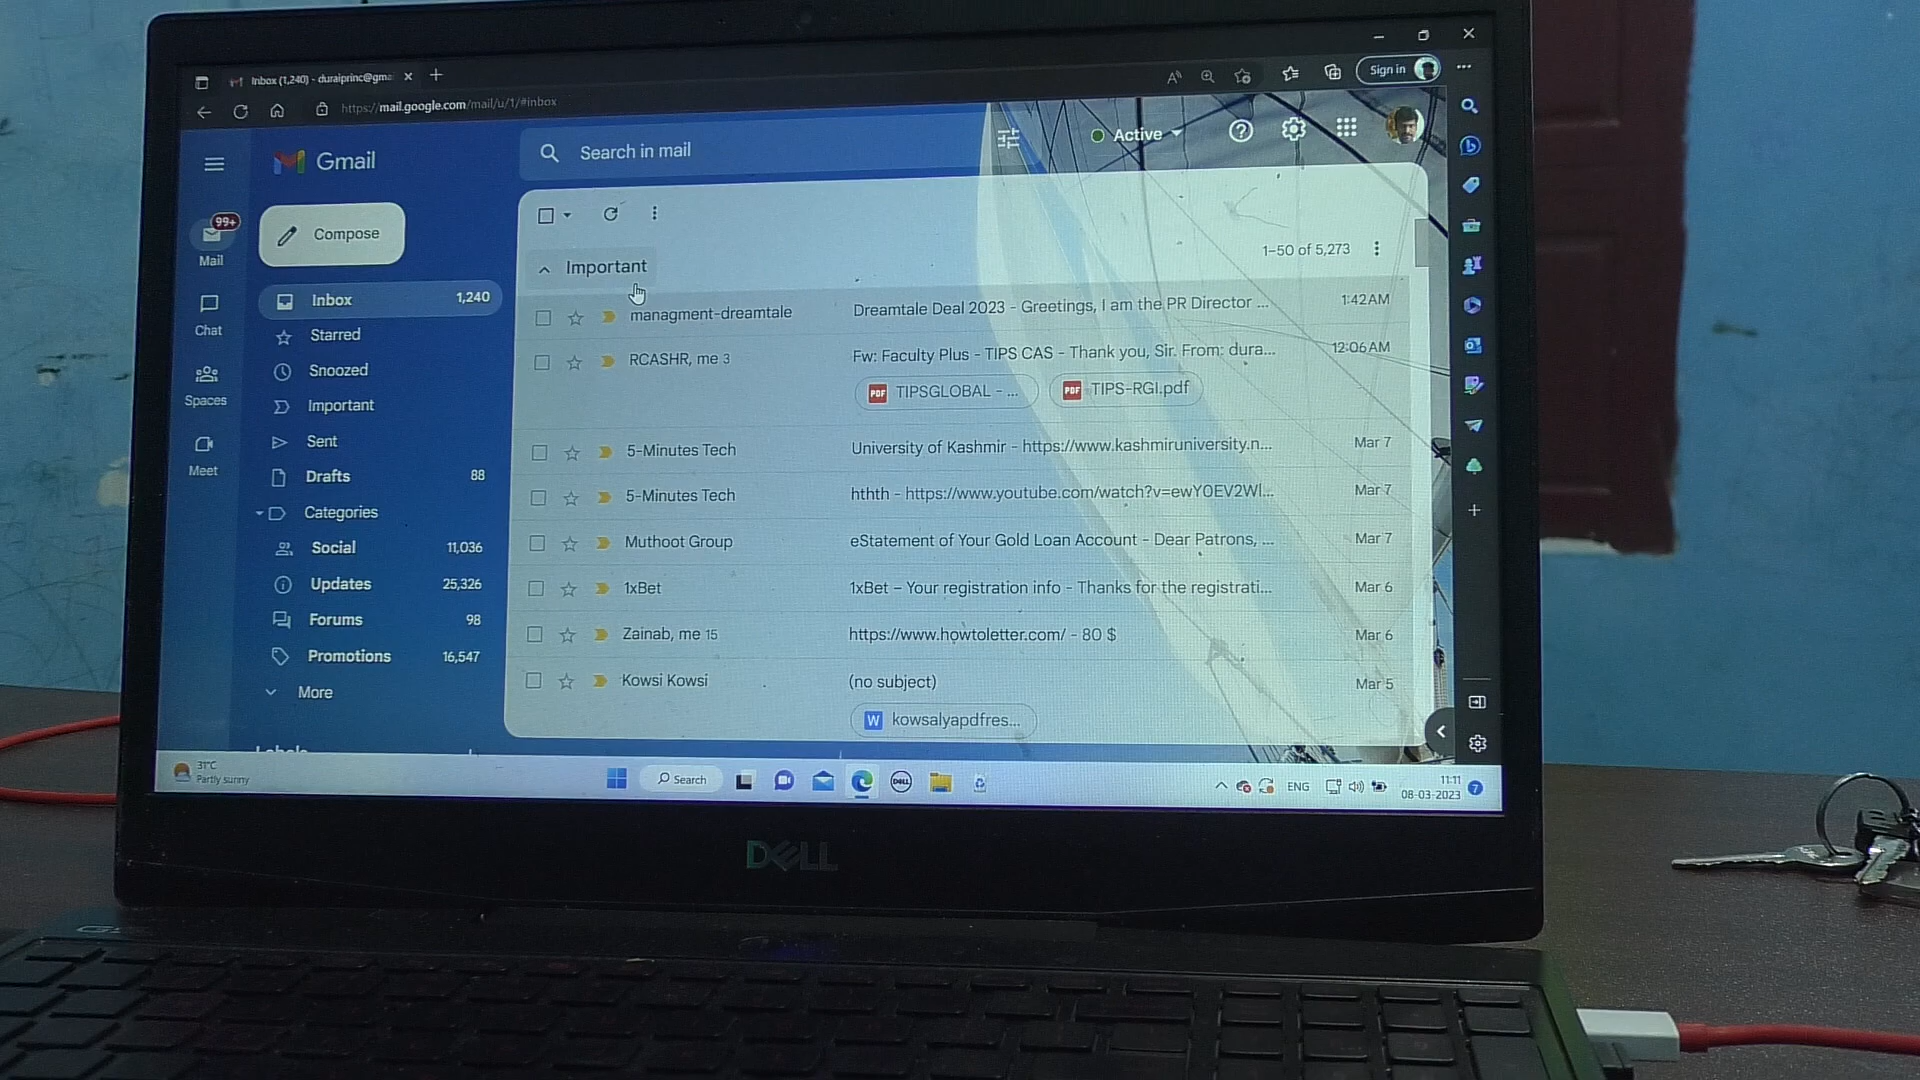 Inbox (1,240) - duraiprinc@gma
Sign in
https://mail.google.com/mail/u/1/#inbox
Gmail
Search in mail
Active
99+
Mail
Compose
1–50 of 5,273
Important
Inbox 1,240
managment-dreamtale Dreamtale Deal 2023 - Greetings, I am the PR Director ... 1:42 AM
Chat
Starred
RCASHR, me 3 Fw: Faculty Plus - TIPS CAS - Thank you, Sir. From: dura... 12:06 AM
Snoozed
PDF TIPSGLOBAL - ... PDF TIPS-RGI.pdf
Spaces
Important
Sent
5-Minutes Tech University of Kashmir - https://www.kashmiruniversity.n... Mar 7
Meet
Drafts 88
5-Minutes Tech hthth - https://www.youtube.com/watch?v=ewY0EV2Wl... Mar 7
Categories
Muthoot Group eStatement of Your Gold Loan Account - Dear Patrons, ... Mar 7
Social 11,036
Updates 25,326
1xBet 1xBet – Your registration info - Thanks for the registrati... Mar 6
Forums 98
Zainab, me 15 https://www.howtoletter.com/ - 80 $ Mar 6
Promotions 16,547
Kowsi Kowsi (no subject) Mar 5
More
W kowsalyapdfres...
Labels
31°C
Partly sunny
Search
DELL
ENG
11:11
08-03-2023
7
DELL